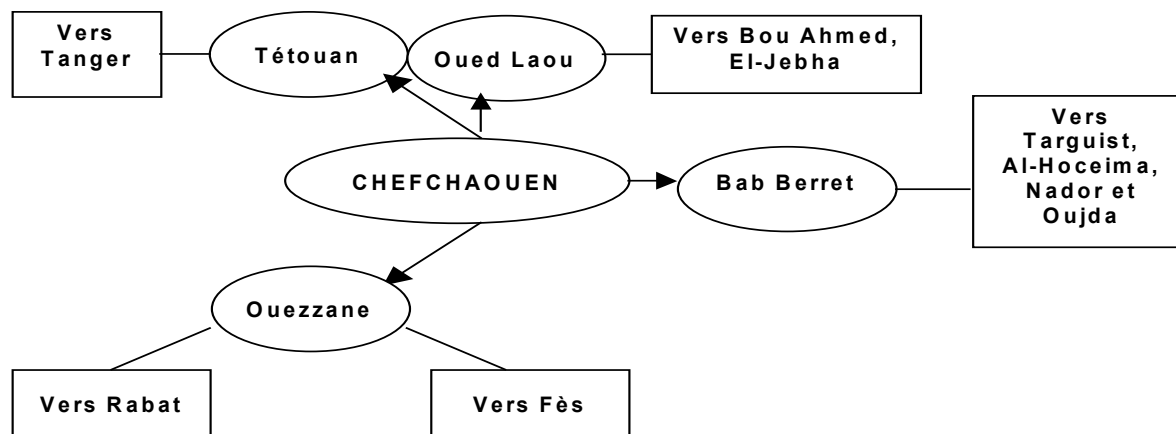 Vers
Tanger
Tétouan
Oued Laou
Vers Bou Ahmed,
El-Jebha
CHEFCHAOUEN
Bab Berret
Vers
Targuist,
Al-Hoceima,
Nador et
Oujda
Ouezzane
Vers Rabat
Vers Fès